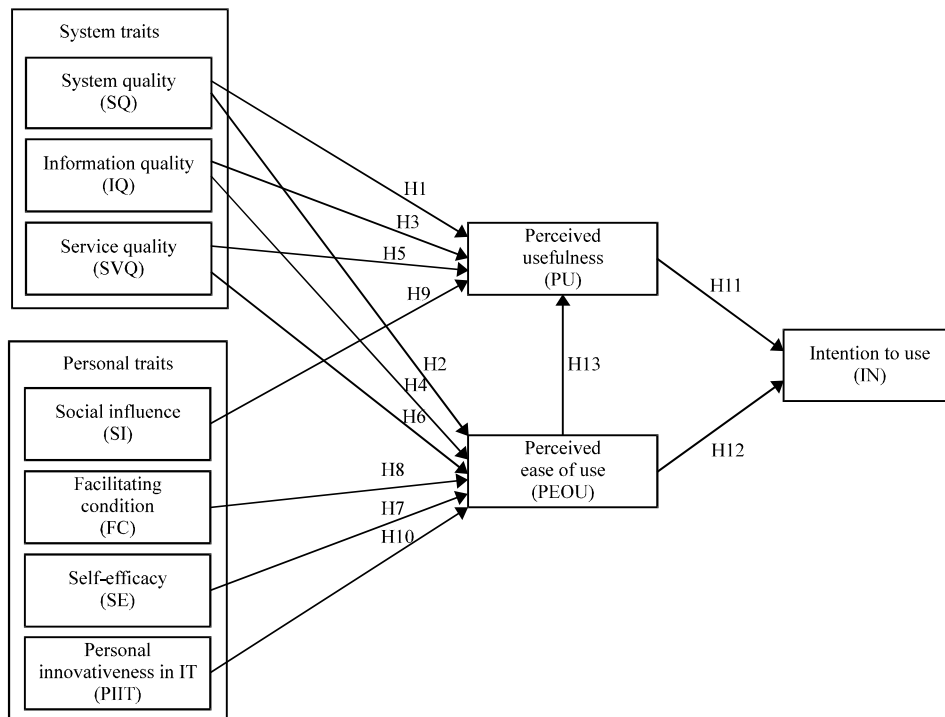 System traits
System quality
(SQ)
Information quality
(IQ)
Service quality
(SVQ)
Personal traits
Social influence
(SI)
Facilitating
condition
(FC)
Self-efficacy
(SE)
Personal
innovativeness in IT
(PIIT)
H1
H3
H5
H9
H2
H4
H6
H8
H7
H10
Perceived
usefulness
(PU)
H13
Perceived
ease of use
(PEOU)
H11
H12
Intention to use
(IN)